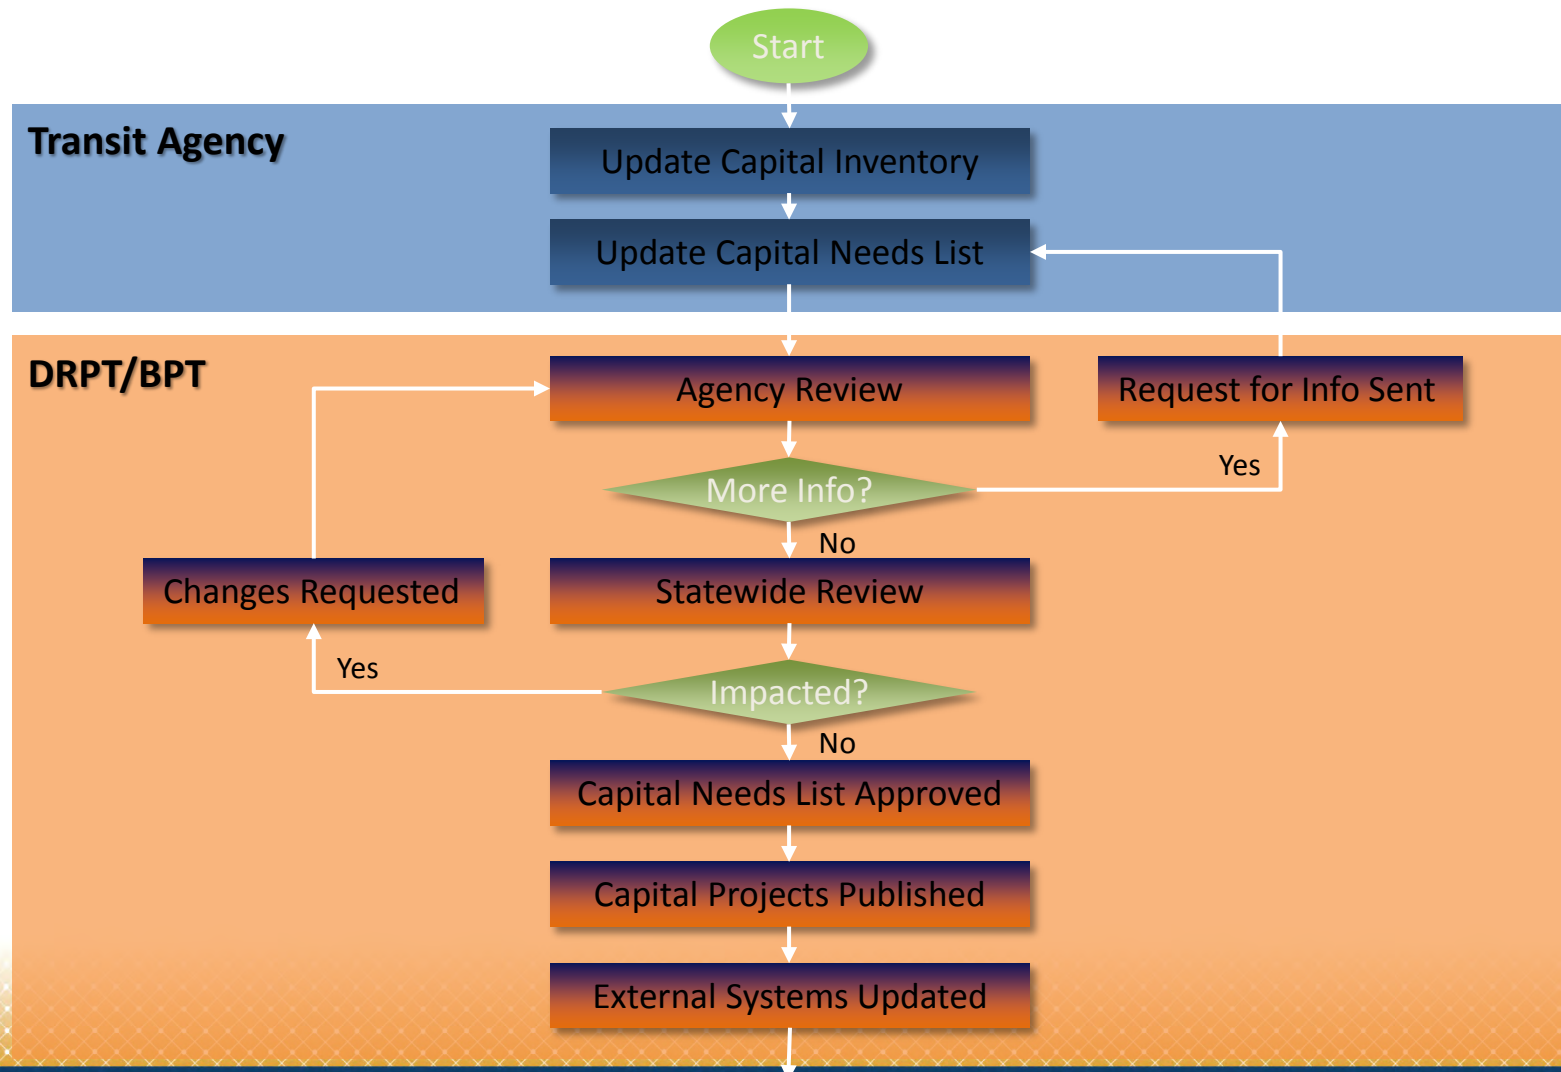 Start
Transit Agency
Update Capital Inventory
Update Capital Needs List
DRPT/BPT
Agency Review
Request for Info Sent
Yes
More Info?
No
Changes Requested
Statewide Review
Yes
Impacted?
No
Capital Needs List Approved
Capital Projects Published
External Systems Updated